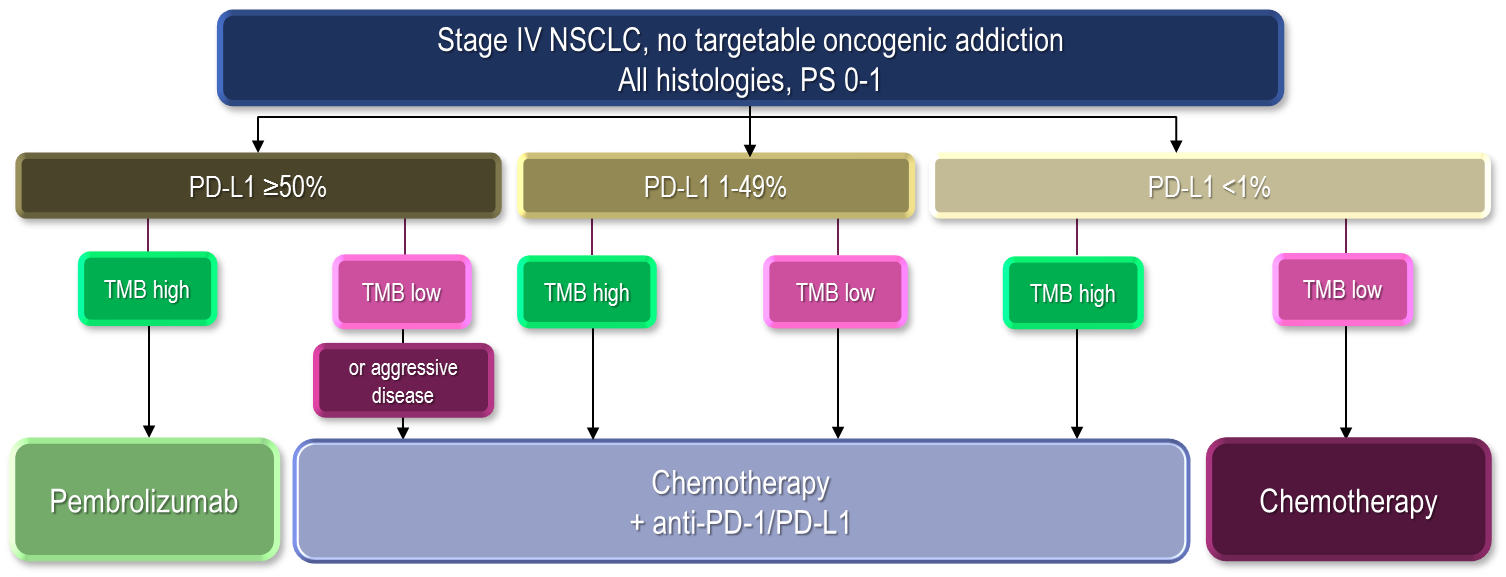 Stage IV NSCLC, no targetable oncogenic addiction
All histologies, PS 0-1
PD-L1 ≥50%
PD-L1 1-49%
PD-L1 <1%
TMB high
TMB low
TMB high
TMB low
TMB high
TMB low
or aggressive
disease
Pembrolizumab
Chemotherapy
+ anti-PD-1/PD-L1
Chemotherapy